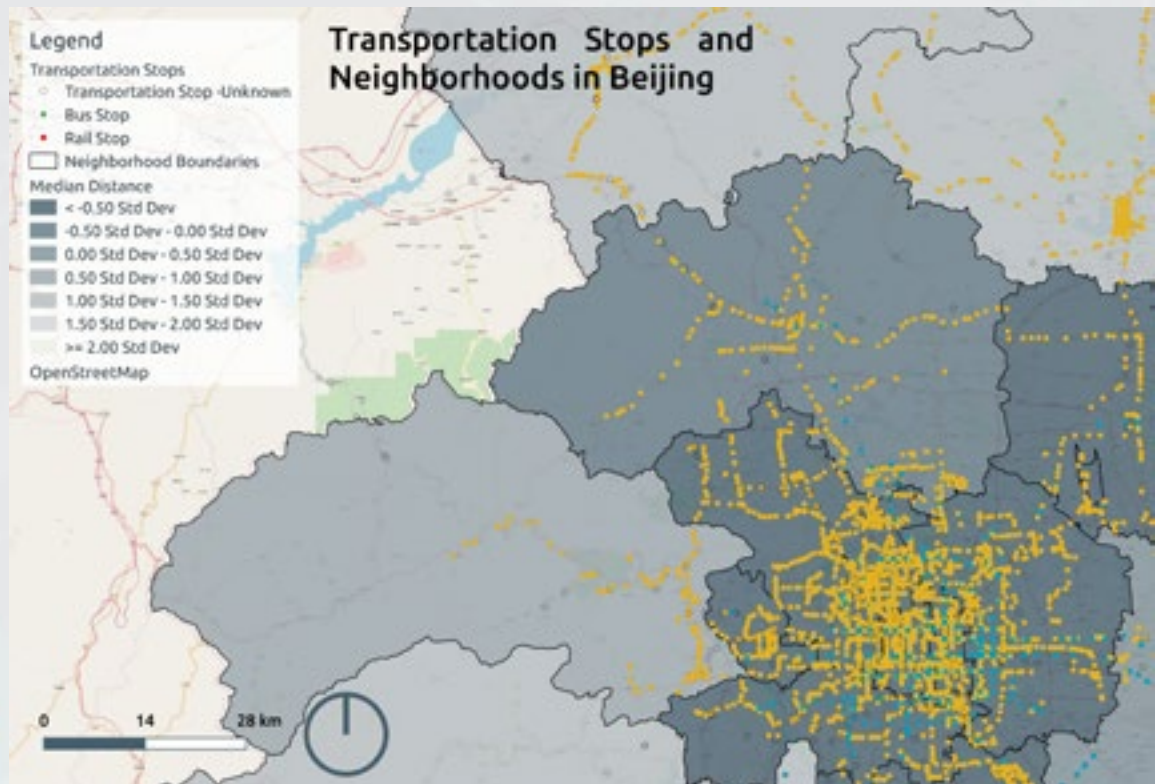 Legend
Transportation Stops
Transportation Stop -Unknown
Bus Stop
Rail Stop
Neighborhood Boundaries
Median Distance
< -0.50 Std Dev
-0.50 Std Dev - 0.00 Std Dev
0.00 Std Dev - 0.50 Std Dev
0.50 Std Dev - 1.00 Std Dev
1.00 Std Dev - 1.50 Std Dev
1.50 Std Dev - 2.00 Std Dev
>= 2.00 Std Dev
OpenStreetMap
Transportation Stops and
Neighborhoods in Beijing
0 14 28 km